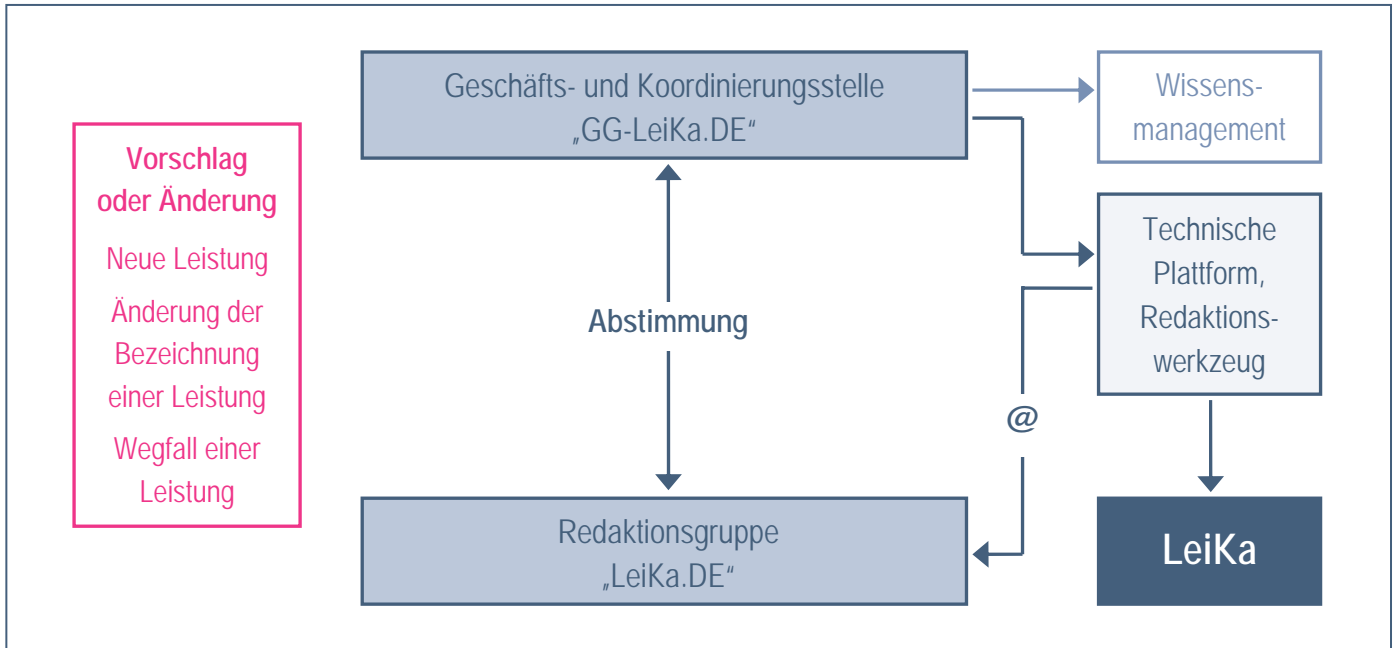 Geschäfts- und Koordinierungsstelle
„GG-LeiKa.DE“
Wissens-
management
Vorschlag
oder Änderung
Neue Leistung
Änderung der
Bezeichnung
einer Leistung
Wegfall einer
Leistung
Abstimmung
Technische
Plattform,
Redaktions-
werkzeug
@
Redaktionsgruppe
„LeiKa.DE“
LeiKa